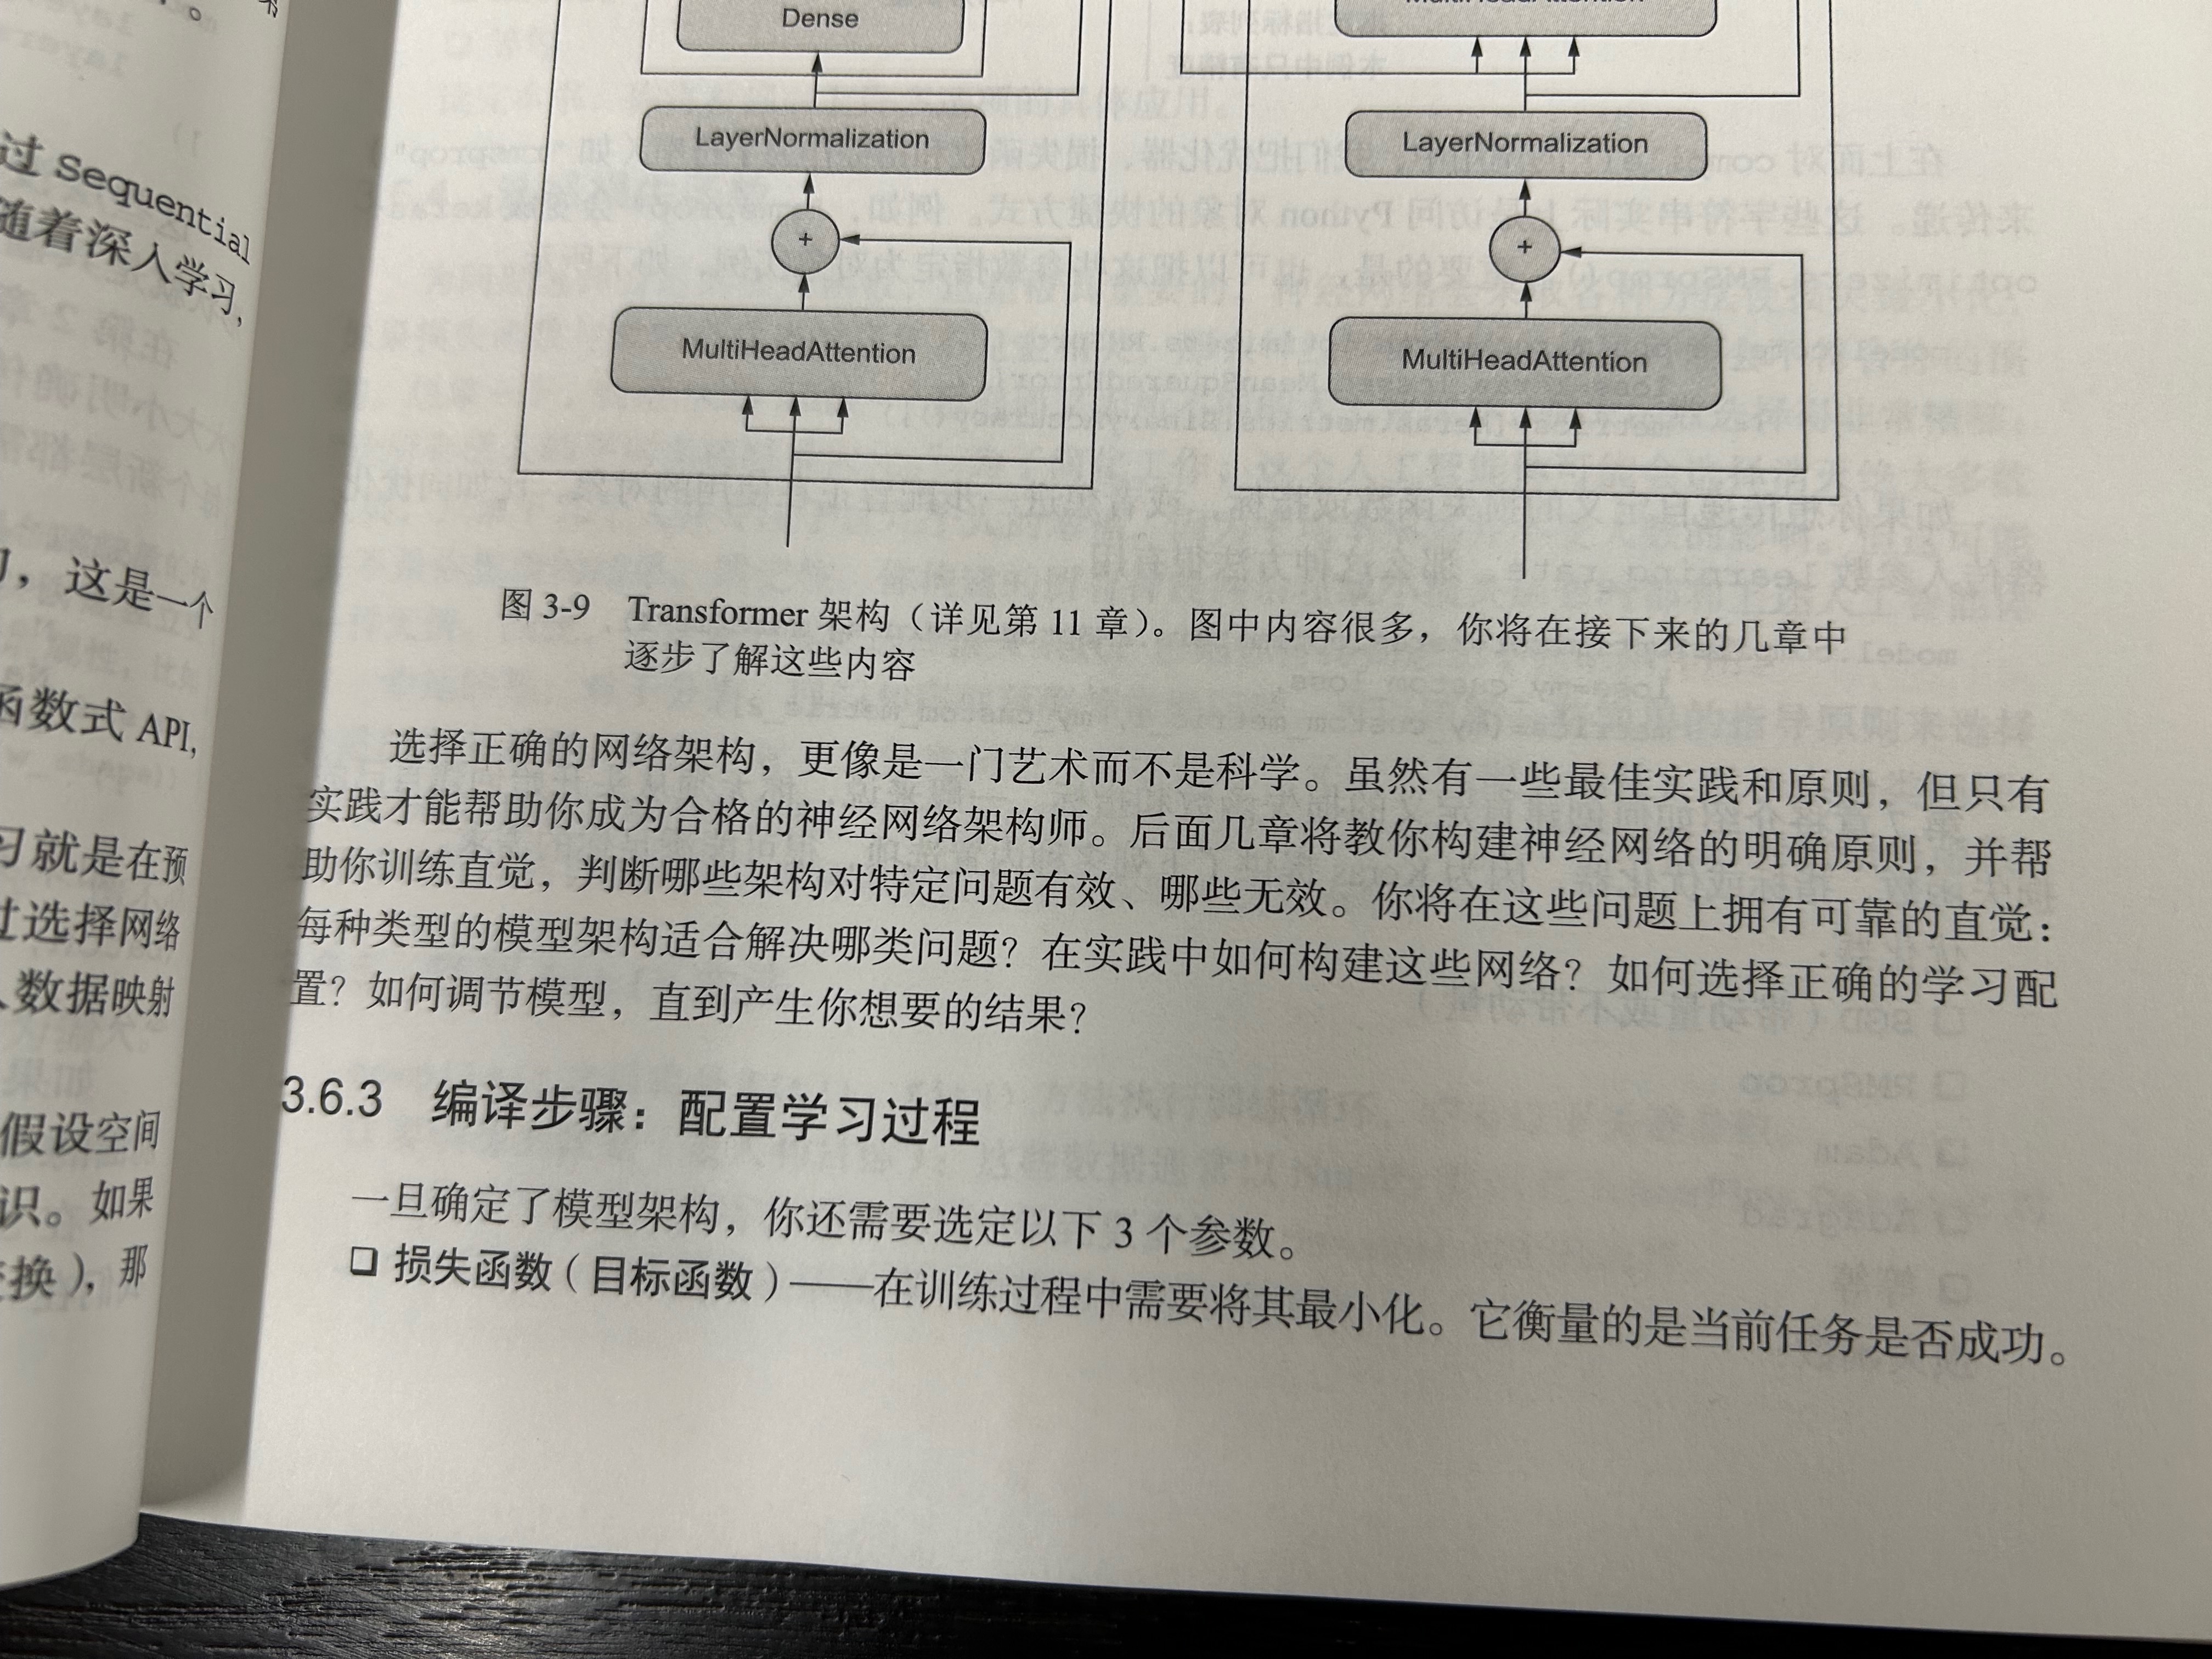 过 Sequential
随着深入学习,
，这是一个
函数式 API,
习就是在预
过选择网络
数据映射
假设空间
识。如果
换），那
Dense
LayerNormalization
+
MultiHeadAttention
MultiHeadAttention
LayerNormalization
+
MultiHeadAttention
图 3-9 Transformer 架构（详见第 11 章）。图中内容很多，你将在接下来的几章中
逐步了解这些内容
选择正确的网络架构，更像是一门艺术而不是科学。虽然有一些最佳实践和原则，但只有
实践才能帮助你成为合格的神经网络架构师。后面几章将教你构建神经网络的明确原则，并帮
助你训练直觉，判断哪些架构对特定问题有效、哪些无效。你将在这些问题上拥有可靠的直觉：
每种类型的模型架构适合解决哪类问题？在实践中如何构建这些网络？如何选择正确的学习配
置？如何调节模型，直到产生你想要的结果？
3.6.3 编译步骤：配置学习过程
一旦确定了模型架构，你还需要选定以下 3 个参数。
❏ 损失函数（目标函数）——在训练过程中需要将其最小化。它衡量的是当前任务是否成功。